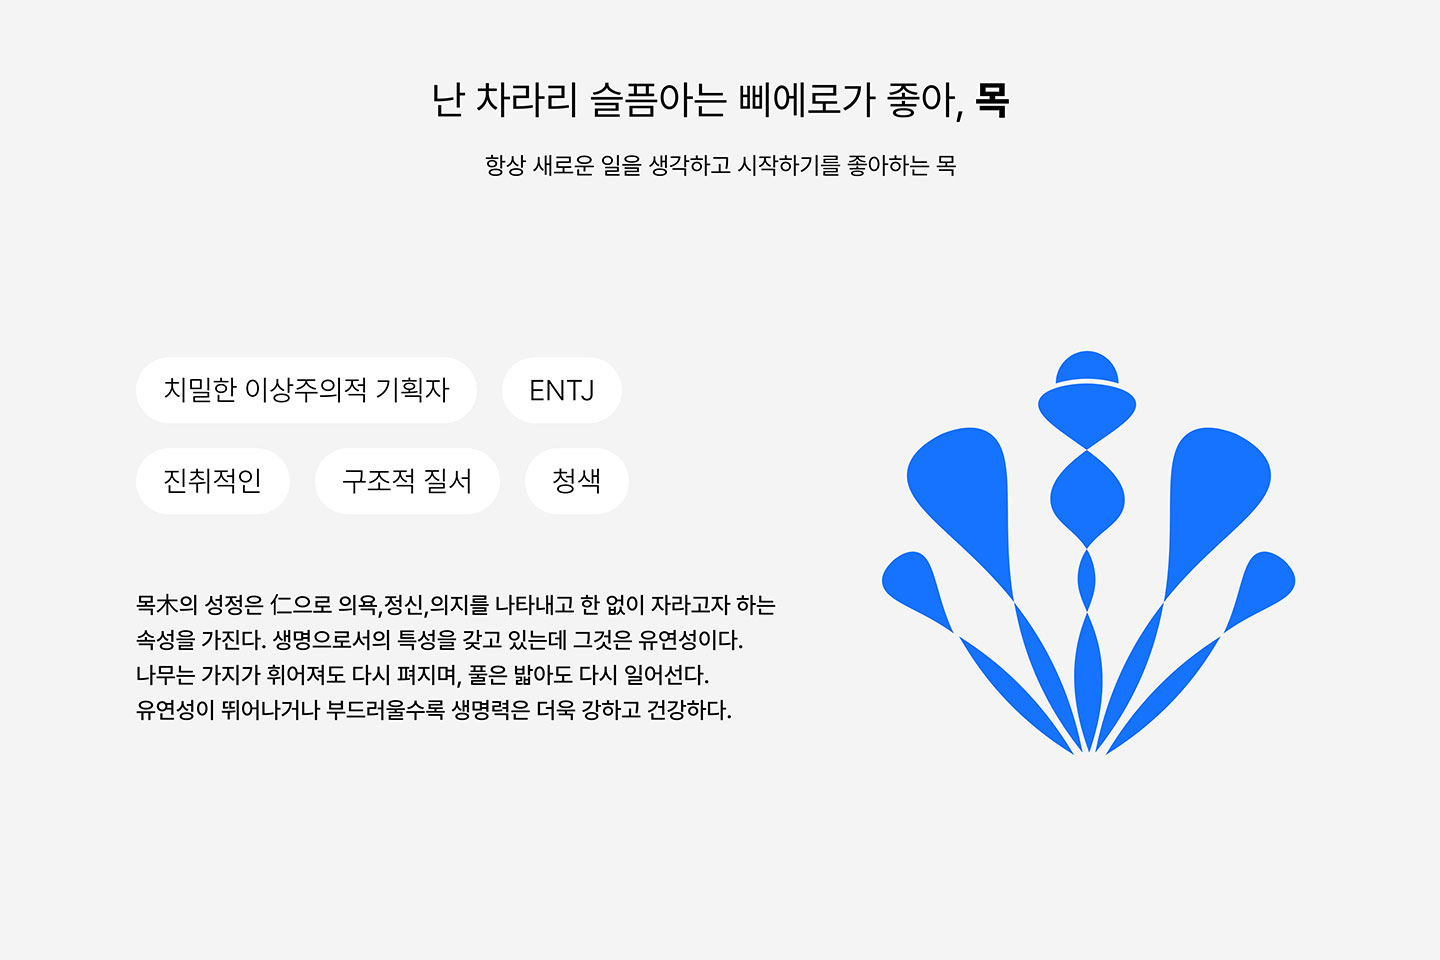 난 차라리 슬픔아는 삐에로가 좋아, 목
항상 새로운 일을 생각하고 시작하기를 좋아하는 목
치밀한 이상주의적 기획자
ENTJ
진취적인
구조적 질서
청색
목木의 성정은 仁으로 의욕,정신,의지를 나타내고 한 없이 자라고자 하는
속성을 가진다. 생명으로서의 특성을 갖고 있는데 그것은 유연성이다.
나무는 가지가 휘어져도 다시 펴지며, 풀은 밟아도 다시 일어선다.
유연성이 뛰어나거나 부드러울수록 생명력은 더욱 강하고 건강하다.